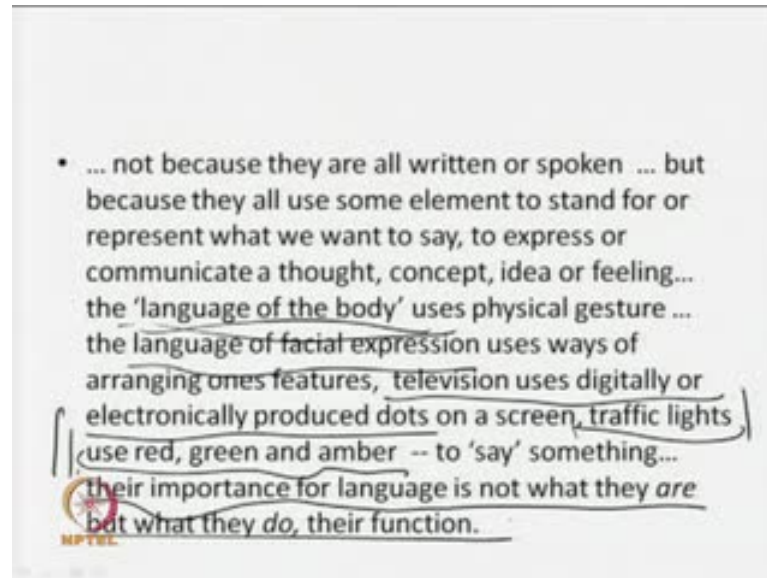 • ... not because they are all written or spoken ... but
because they all use some element to stand for or
represent what we want to say, to express or
communicate a thought, concept, idea or feeling...
the ‘language of the body’ uses physical gesture ...
the language of facial expression uses ways of
arranging ones features, television uses digitally or
electronically produced dots on a screen, traffic lights
use red, green and amber -- to ‘say’ something...
their importance for language is not what they are
but what they do, their function.
NPTEL